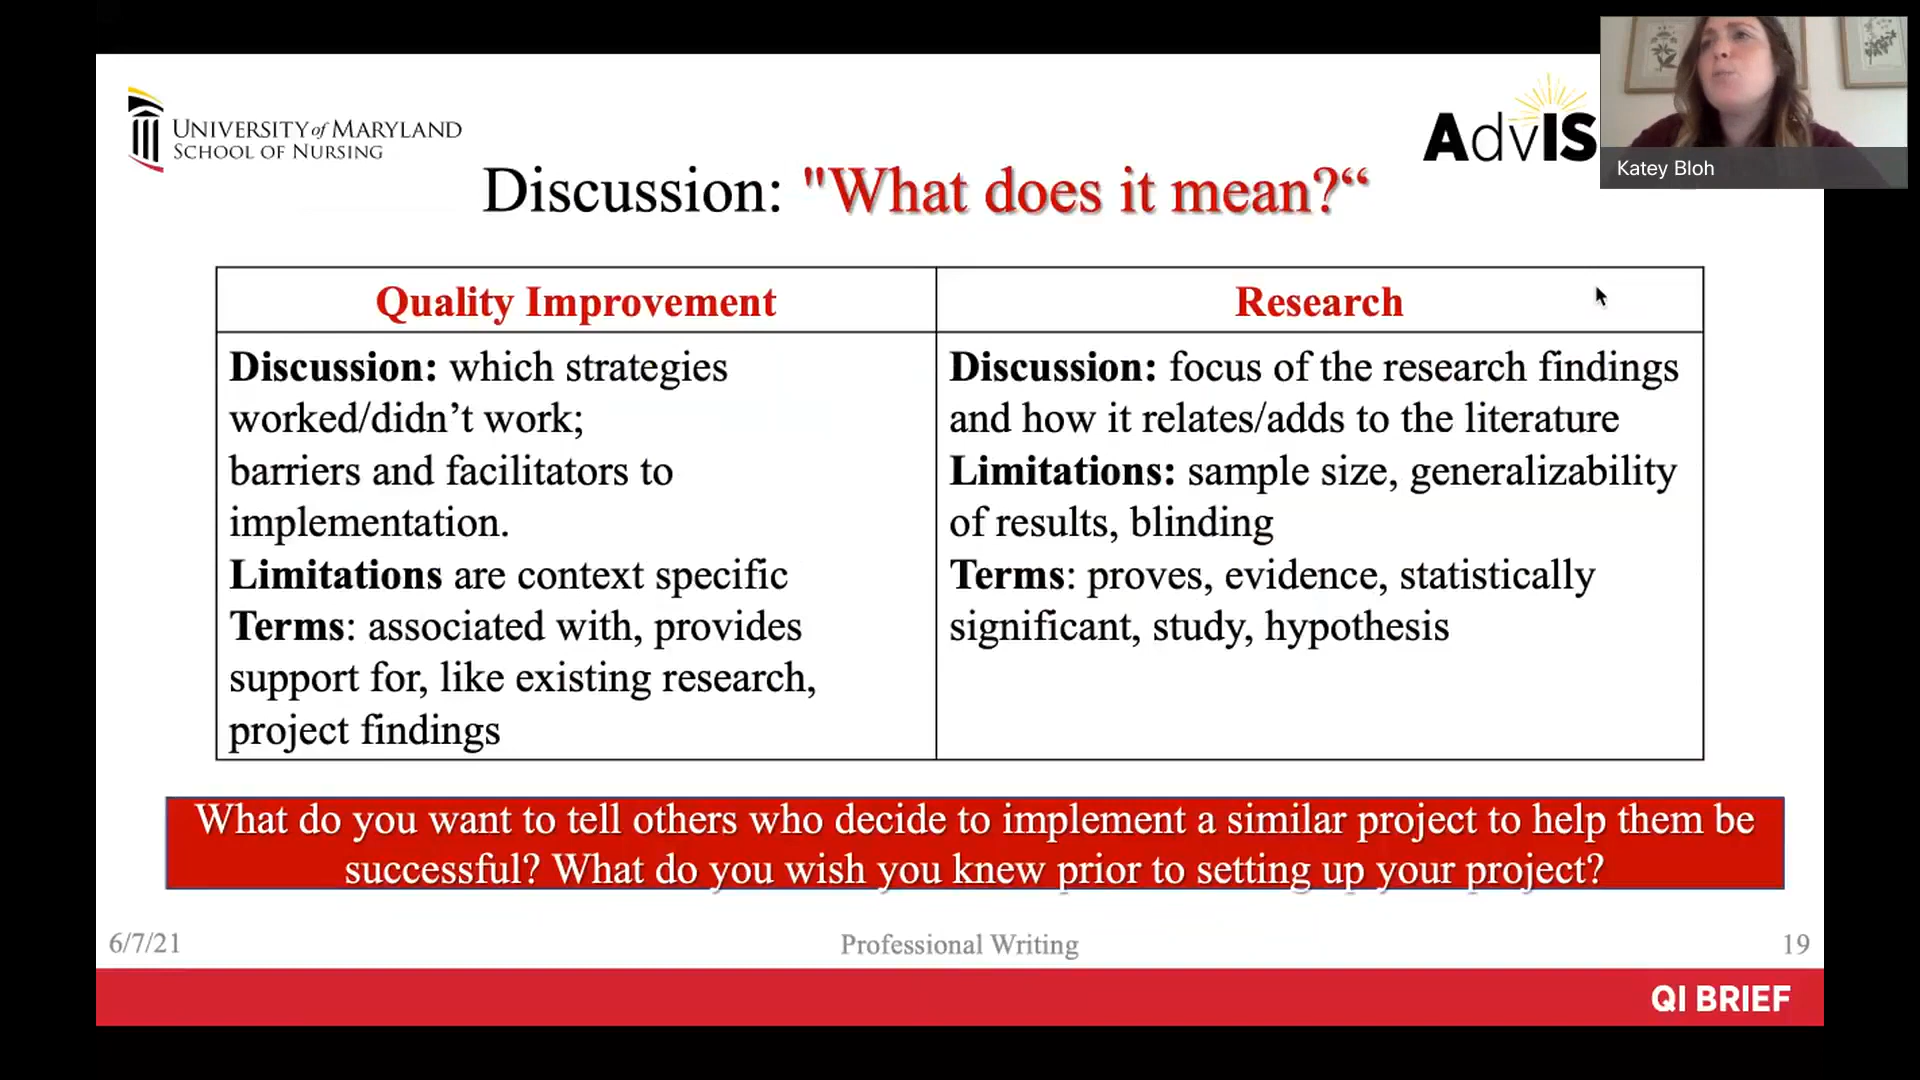 UNIVERSITY of MARYLAND
SCHOOL OF NURSING
AdvIS
Katey Bloh
Discussion: "What does it mean?“
Quality Improvement
Discussion: which strategies
worked/didn’t work;
barriers and facilitators to
implementation.
Limitations are context specific
Terms: associated with, provides
support for, like existing research,
project findings
Research
Discussion: focus of the research findings
and how it relates/adds to the literature
Limitations: sample size, generalizability
of results, blinding
Terms: proves, evidence, statistically
significant, study, hypothesis
What do you want to tell others who decide to implement a similar project to help them be
successful? What do you wish you knew prior to setting up your project?
6/7/21
Professional Writing
19
QI BRIEF